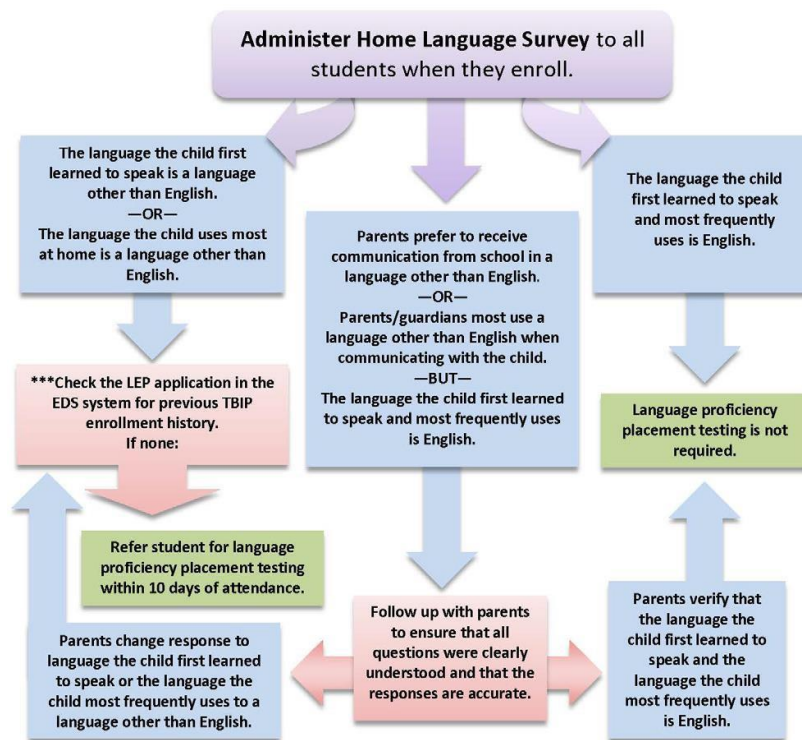 Administer Home Language Survey to all
students when they enroll.
The language the child first
learned to speak is a language
other than English.
—OR—
The language the child uses most
at home is a language other than
English.
Parents prefer to receive
communication from school in a
language other than English.
—OR—
Parents/guardians most use a
language other than English when
communicating with the child.
—BUT—
The language the child first learned
to speak and most frequently uses
is English.
The language the child
first learned to speak
and most frequently
uses is English.
***Check the LEP application in the
EDS system for previous TBIP
enrollment history.
If none:
Language proficiency
placement testing is not
required.
Refer student for language
proficiency placement testing
within 10 days of attendance.
Parents change response to
language the child first learned
to speak or the language the
child most frequently uses to a
language other than English.
Follow up with parents
to ensure that all
questions were clearly
understood and that the
responses are accurate.
Parents verify that
the language the
child first learned to
speak and the
language the child
most frequently uses
is English.